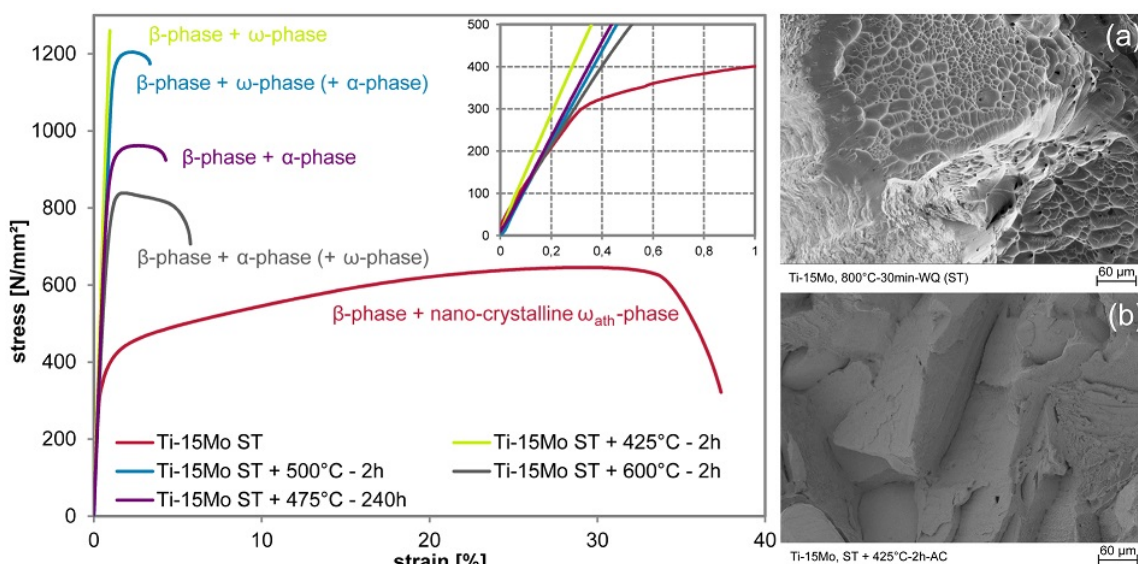 1200
1000
800
600
400
200
0
stress [N/mm²]
0
10
20
30
40
strain [%]
β-phase + ω-phase
β-phase + ω-phase (+ α-phase)
β-phase + α-phase
β-phase + α-phase (+ ω-phase)
β-phase + nano-crystalline ωath-phase
Ti-15Mo ST
Ti-15Mo ST + 425°C - 2h
Ti-15Mo ST + 500°C - 2h
Ti-15Mo ST + 600°C - 2h
Ti-15Mo ST + 475°C - 240h
500
400
300
200
100
0
0
0,2
0,4
0,6
0,8
1
(a)
Ti-15Mo, 800°C-30min-WQ (ST)
60 µm
(b)
Ti-15Mo, ST + 425°C-2h-AC
60 µm